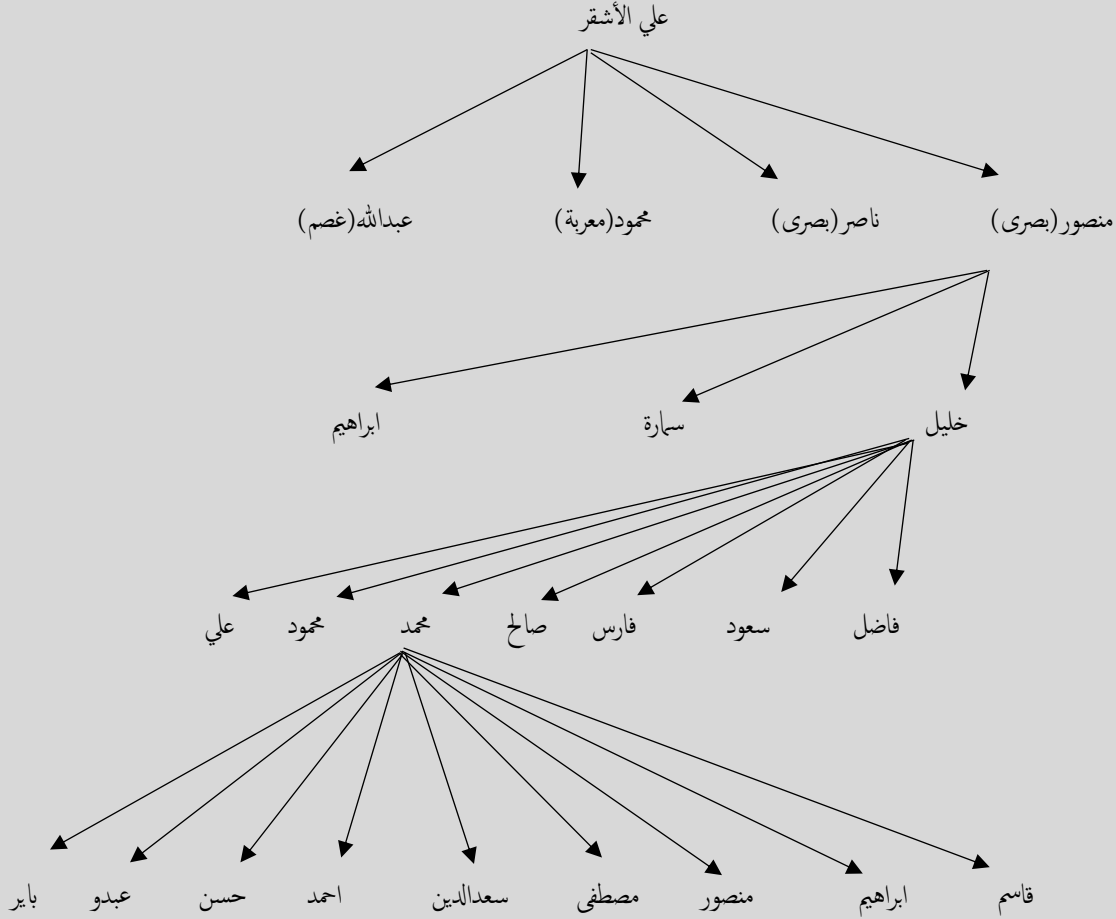 علي الأشقر
منصور(بصرى) ناصر(بصرى) محمود(معربة) عبدالله(غصم)
خليل سمارة ابراهيم
فاضل سعود فارس صالح محمد محمود علي
قاسم ابراهيم منصور مصطفى سعدالدين احمد حسن عبدو باير